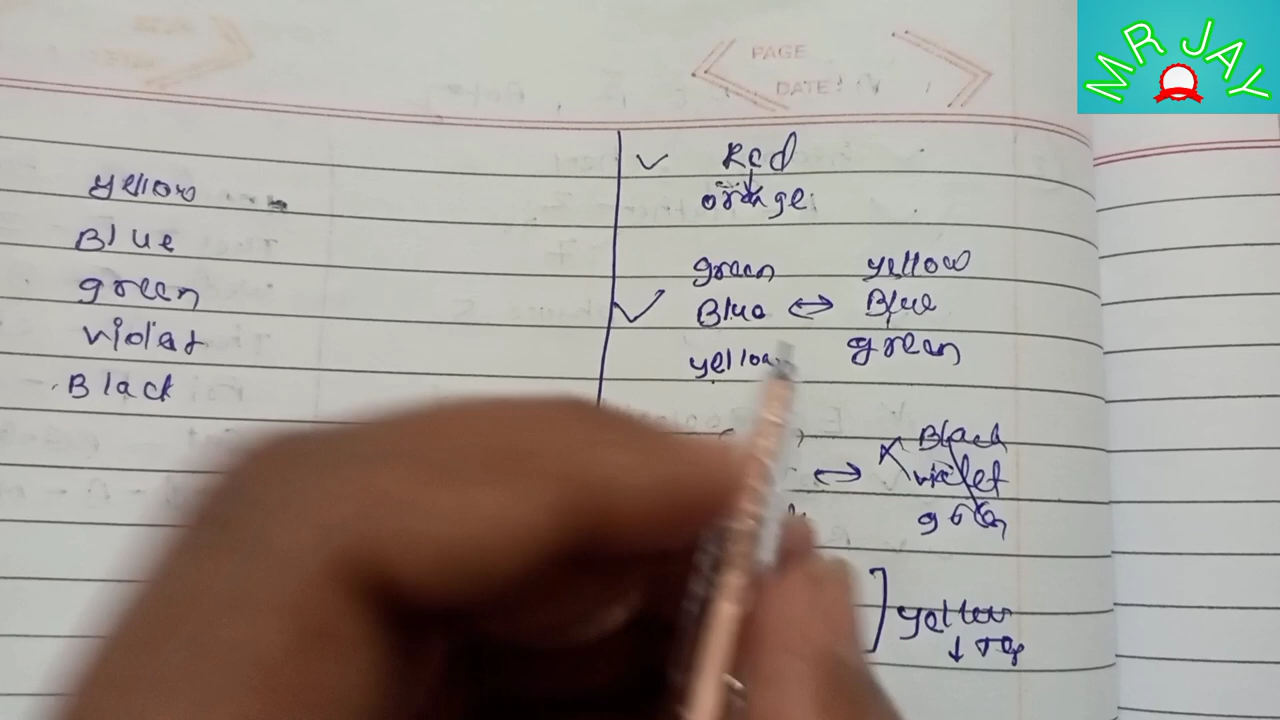 MR JAY
PAGE
DATE:
yellow
Blue
green
violet
Black
Red
orange
green
Blue ↔
yellow
yellow
Blue
green
↔ Black
violet
green
] yellow
↓ Top